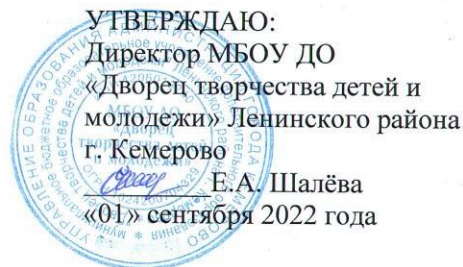 УТВЕРЖДАЮ:
Директор МБОУ ДО
«Дворец творчества детей и
молодежи» Ленинского района
г. Кемерово
Е.А. Шалёва
«01» сентября 2022 года